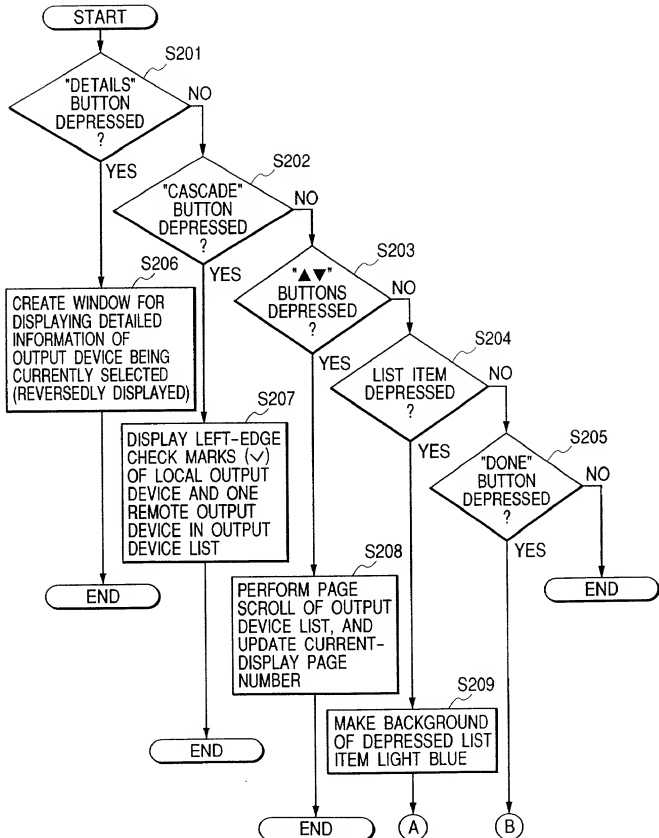 START
S201
"DETAILS"
BUTTON
DEPRESSED
?
NO
YES
S202
"CASCADE"
BUTTON
DEPRESSED
?
NO
YES
S203
"▲▼"
BUTTONS
DEPRESSED
?
NO
YES
S204
LIST ITEM
DEPRESSED
?
NO
YES
S205
"DONE"
BUTTON
DEPRESSED
?
NO
YES
S206
CREATE WINDOW FOR
DISPLAYING DETAILED
INFORMATION OF
OUTPUT DEVICE BEING
CURRENTLY SELECTED
(REVERSEDLY DISPLAYED)
END
S207
DISPLAY LEFT-EDGE
CHECK MARKS (✓)
OF LOCAL OUTPUT
DEVICE AND ONE
REMOTE OUTPUT
DEVICE IN OUTPUT
DEVICE LIST
END
S208
PERFORM PAGE
SCROLL OF OUTPUT
DEVICE LIST, AND
UPDATE CURRENT-
DISPLAY PAGE
NUMBER
END
S209
MAKE BACKGROUND
OF DEPRESSED LIST
ITEM LIGHT BLUE
A
B
END